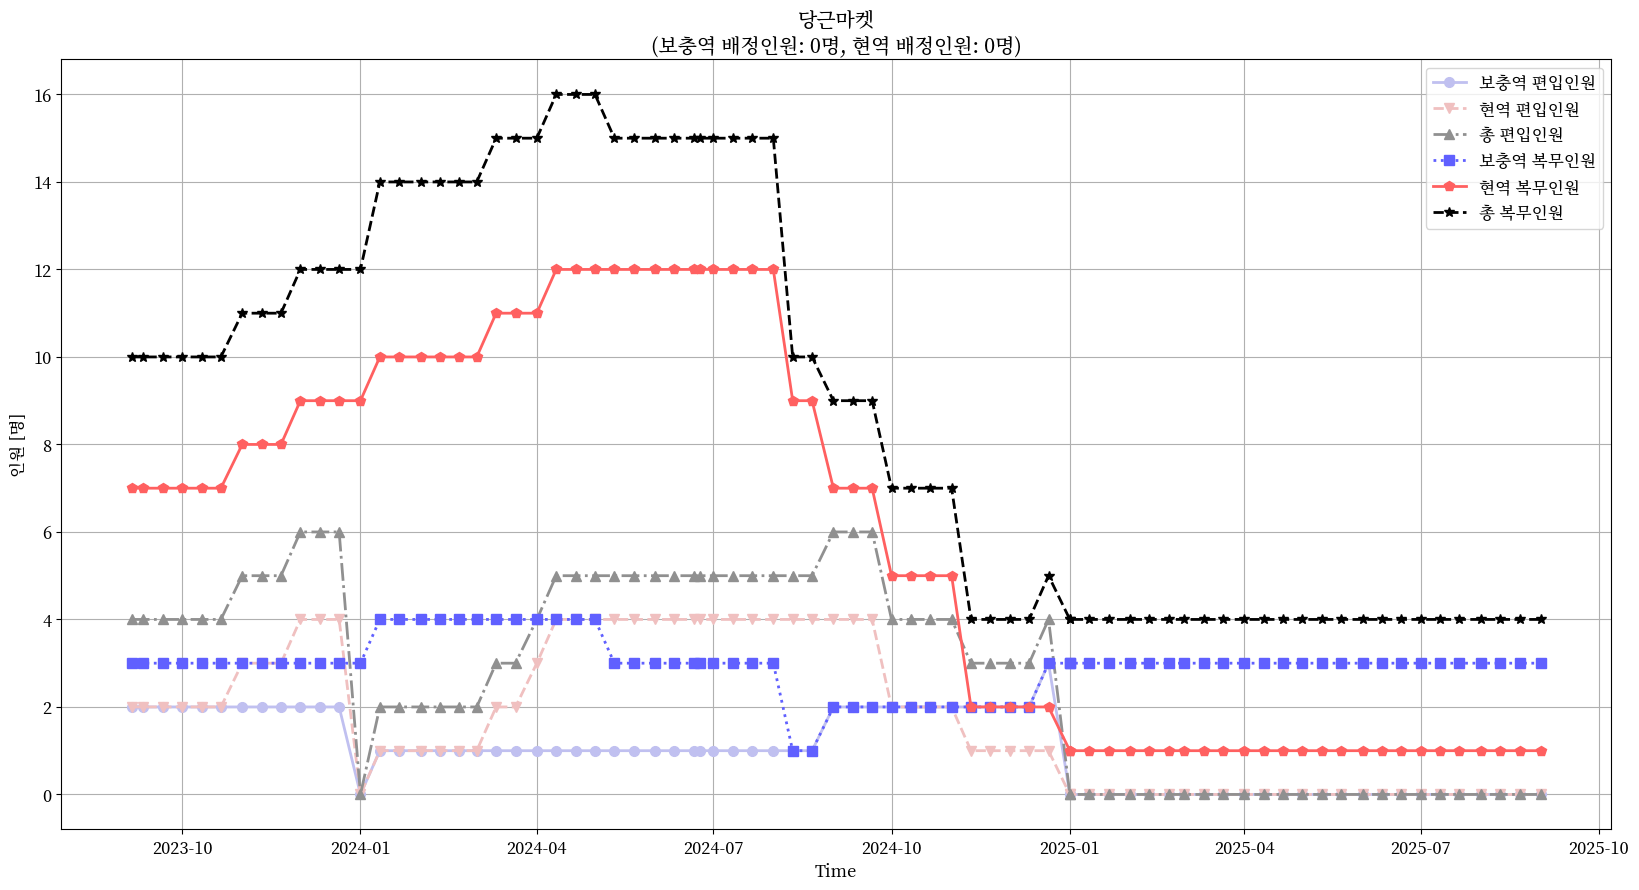 당근마켓
(보충역 배정인원: 0명, 현역 배정인원: 0명)
보충역 편입인원
현역 편입인원
총 편입인원
보충역 복무인원
현역 복무인원
총 복무인원
인원 [명]
16
14
12
10
8
6
4
2
0
2023-10
2024-01
2024-04
2024-07
2024-10
2025-01
2025-04
2025-07
2025-10
Time